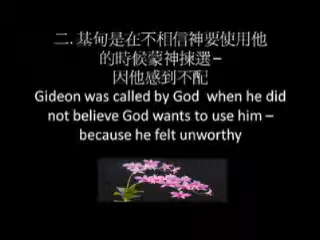 二. 基甸是在不相信神要使用他
的時候蒙神揀選 –
因他感到不配
Gideon was called by God  when he did
not believe God wants to use him –
because he felt unworthy